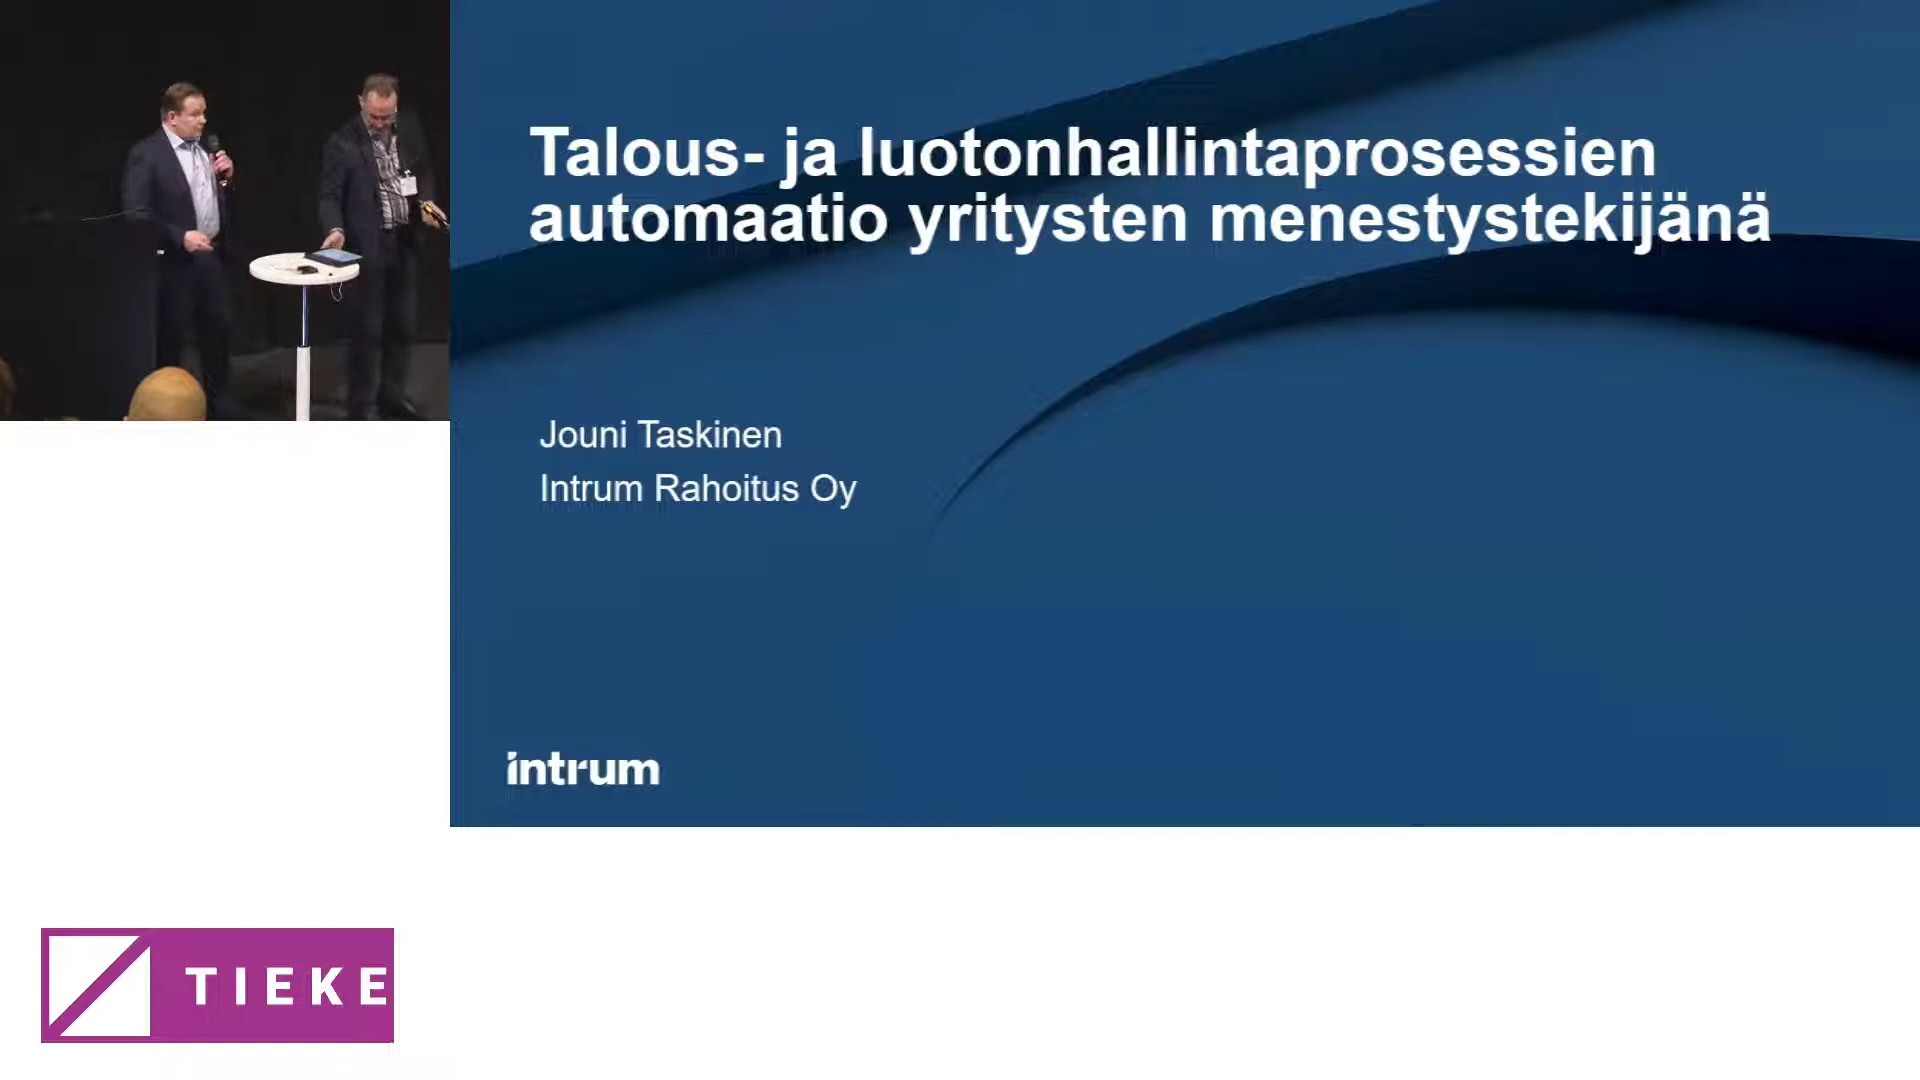 Talous- ja luotonhallintaprosessien
automaatio yritysten menestystekijänä
Jouni Taskinen
Intrum Rahoitus Oy
intrum
TIEKE